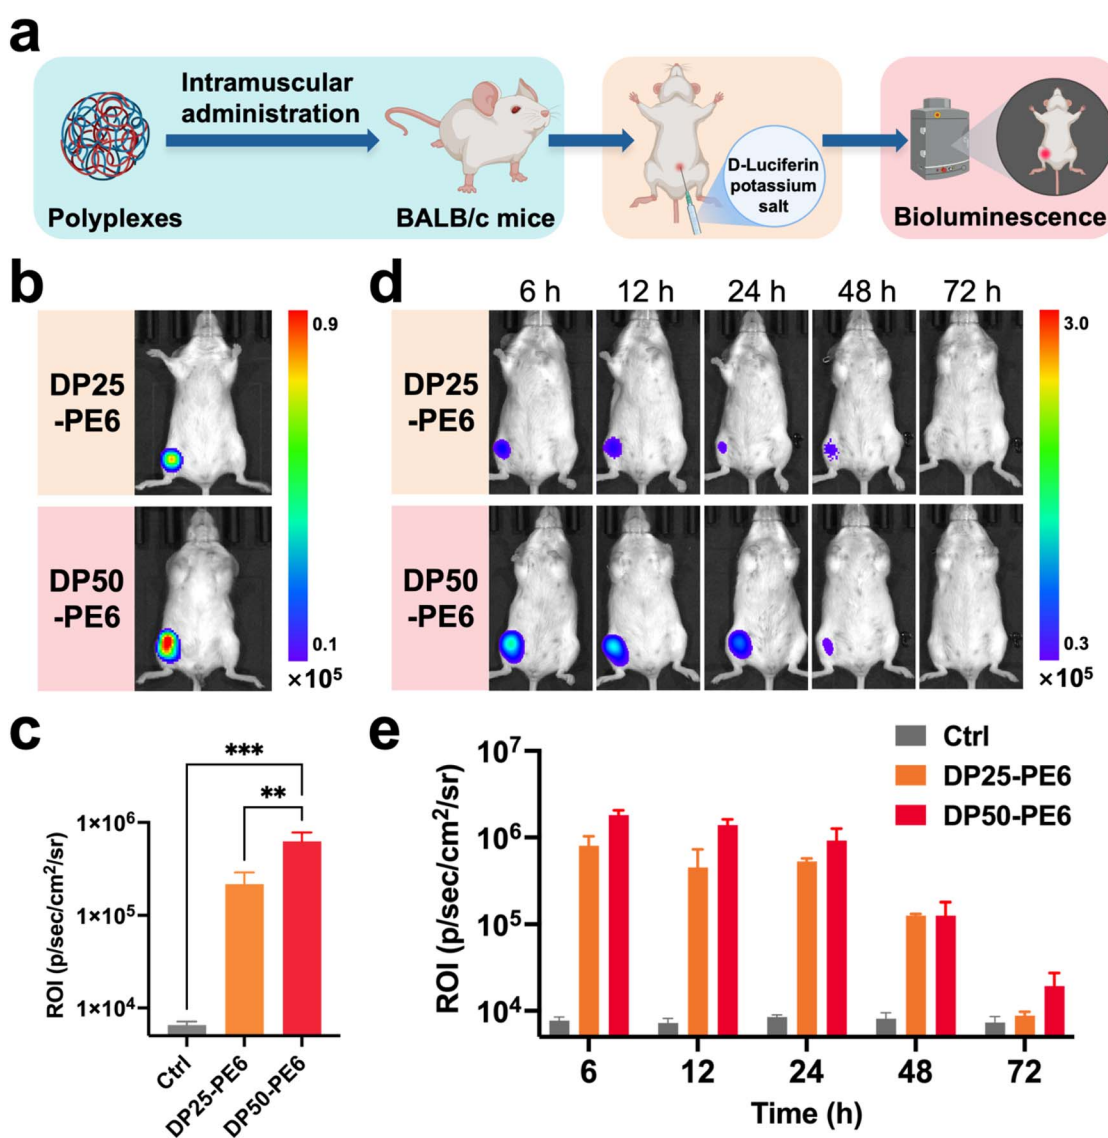 a
Intramuscular
administration
Polyplexes
BALB/c mice
D-Luciferin
potassium
salt
Bioluminescence
b
DP25
-PE6
DP50
-PE6
0.9
0.1
×10⁵
d
6 h
12 h
24 h
48 h
72 h
DP25
-PE6
DP50
-PE6
3.0
0.3
×10⁵
c
ROI (p/sec/cm²/sr)
1×10⁶
1×10⁵
1×10⁴
***
**
Ctrl
DP25-PE6
DP50-PE6
e
ROI (p/sec/cm²/sr)
10⁷
10⁶
10⁵
10⁴
Ctrl
DP25-PE6
DP50-PE6
6
12
24
48
72
Time (h)